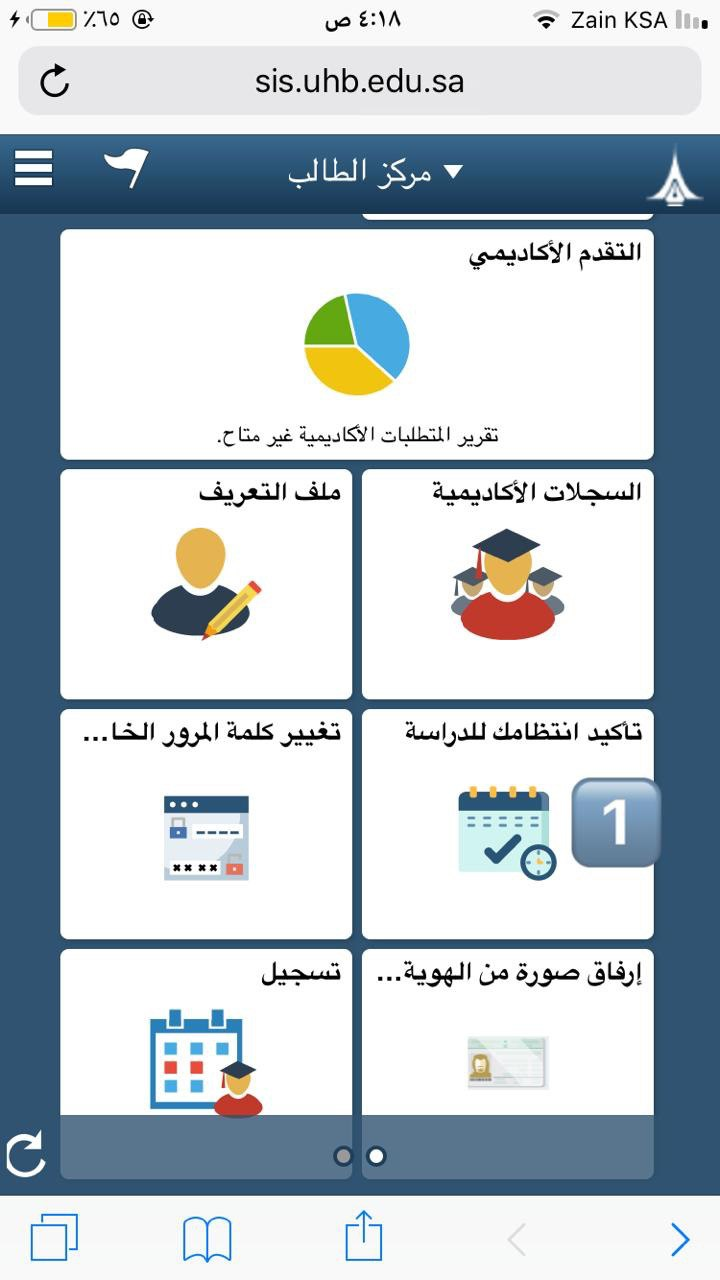 ٪٦٥
٤:١٨ ص
Zain KSA
sis.uhb.edu.sa
مركز الطالب
التقدم الأكاديمي
تقرير المتطلبات الأكاديمية غير متاح.
السجلات الأكاديمية
ملف التعريف
تأكيد انتظامك للدراسة
تغيير كلمة المرور الخا...
1
إرفاق صورة من الهوية...
تسجيل